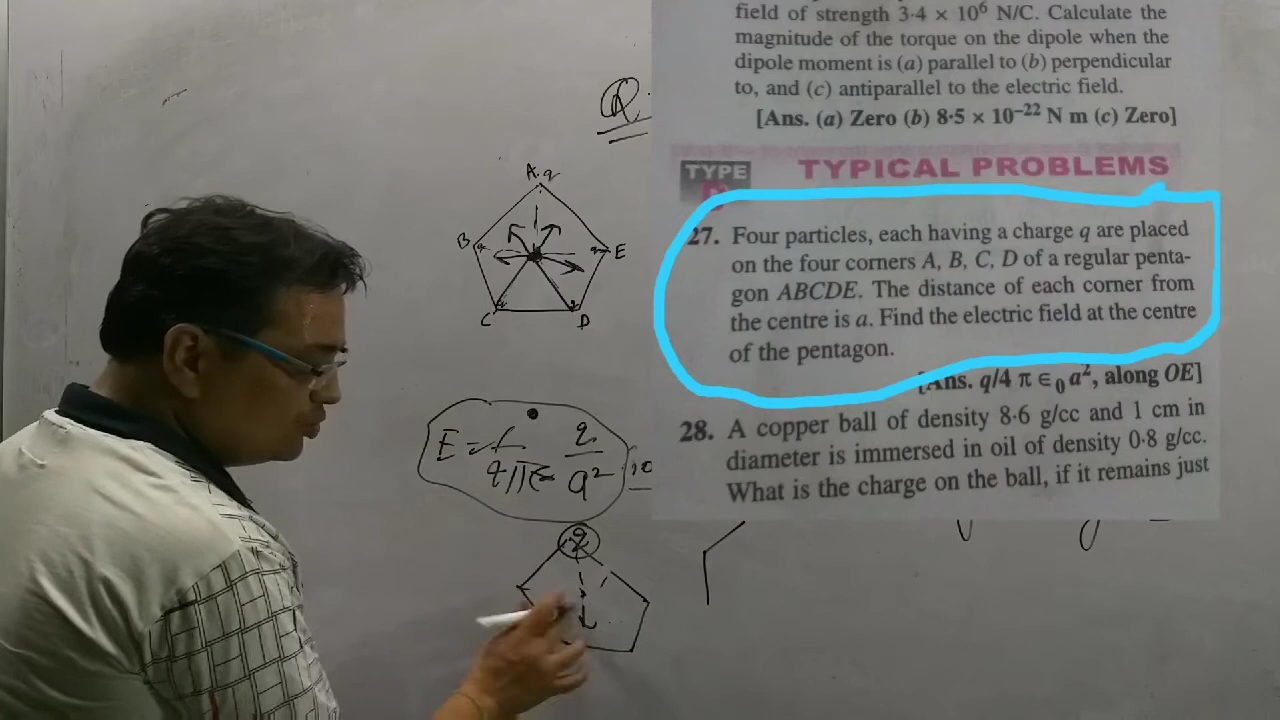 field of strength 3·4 × 10⁶ N/C. Calculate the
magnitude of the torque on the dipole when the
dipole moment is (a) parallel to (b) perpendicular
to, and (c) antiparallel to the electric field.
[Ans. (a) Zero (b) 8·5 × 10⁻²² N m (c) Zero]
TYPE
TYPICAL PROBLEMS
27. Four particles, each having a charge q are placed
on the four corners A, B, C, D of a regular penta-
gon ABCDE. The distance of each corner from
the centre is a. Find the electric field at the centre
of the pentagon.
[Ans. q/4 π ∈₀ a², along OE]
28. A copper ball of density 8·6 g/cc and 1 cm in
diameter is immersed in oil of density 0·8 g/cc.
What is the charge on the ball, if it remains just
Q.
A q
B
E
C
D
E = 1/4π∈ q/a²
q